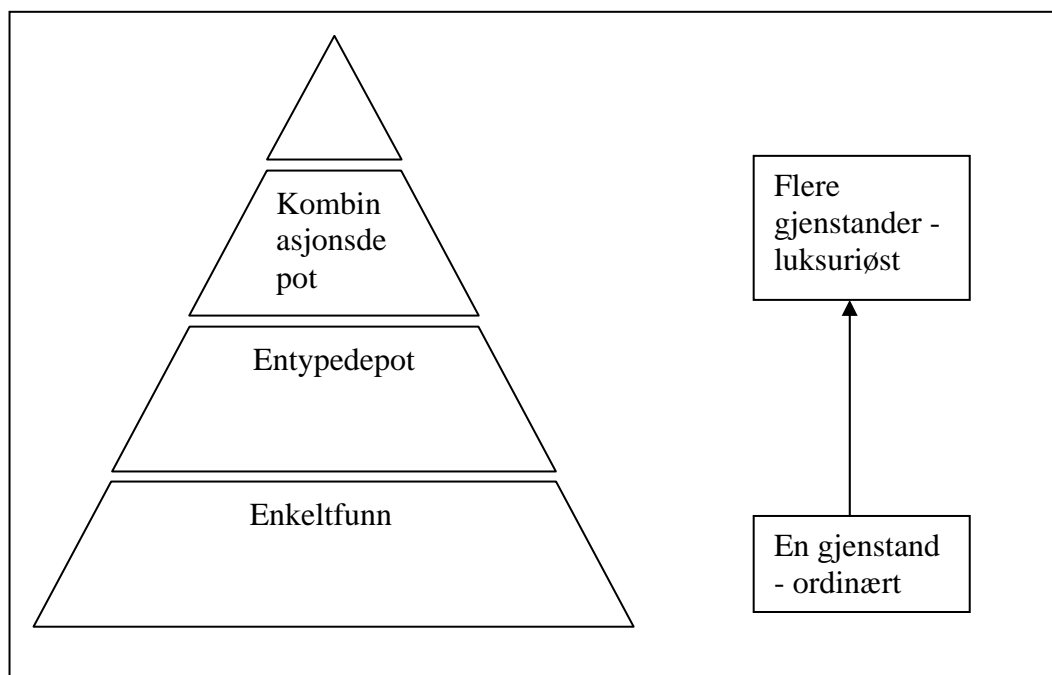 Kombin
asjonsde
pot
Entypedepot
Enkeltfunn
Flere
gjenstander -
luksuriøst
En gjenstand
- ordinært